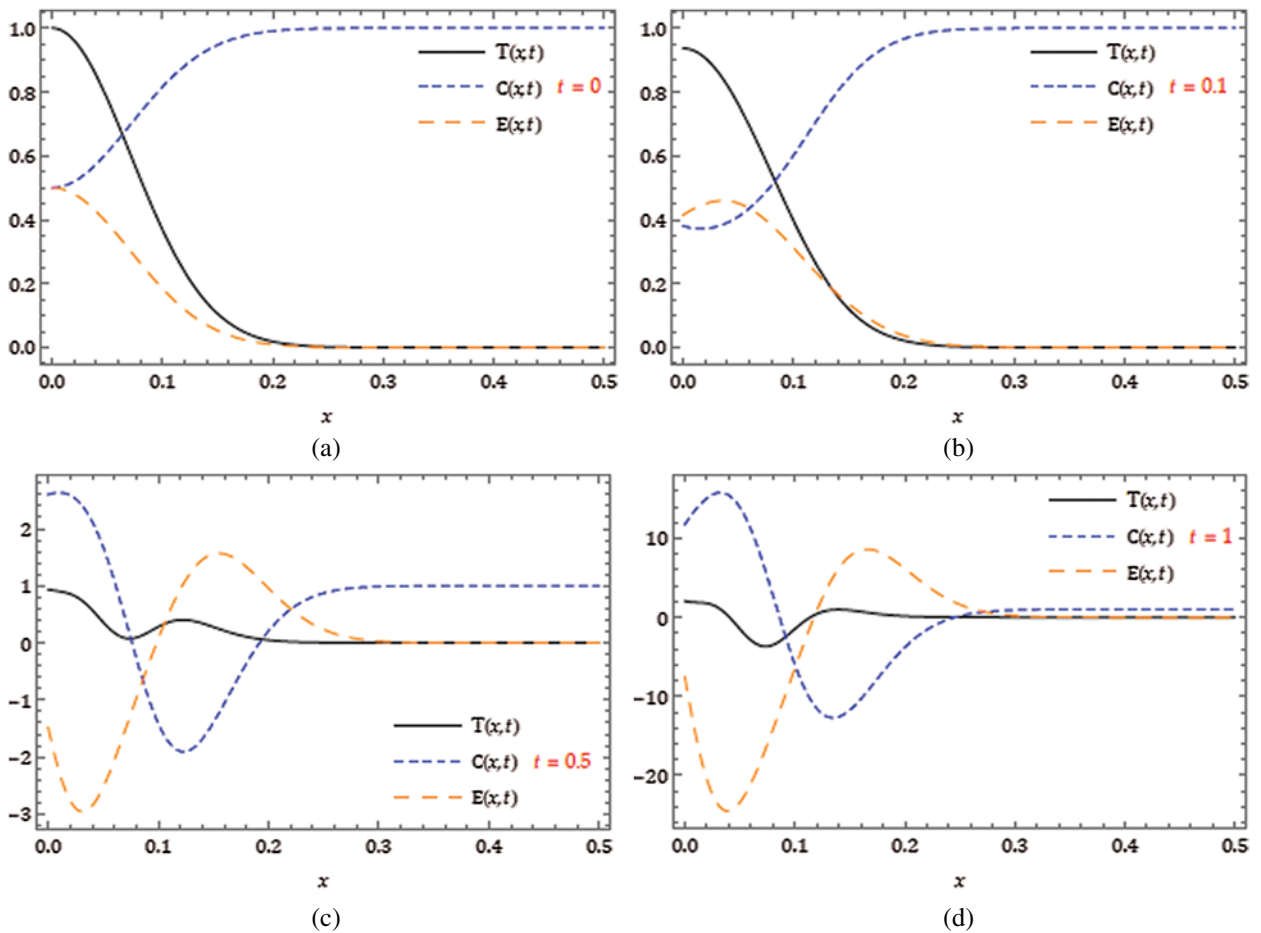 1.0
0.8
0.6
0.4
0.2
0.0
T(x,t)
C(x,t) t = 0
E(x,t)
0.0 0.1 0.2 0.3 0.4 0.5
x
(a)
1.0
0.8
0.6
0.4
0.2
0.0
T(x,t)
C(x,t) t = 0.1
E(x,t)
0.0 0.1 0.2 0.3 0.4 0.5
x
(b)
2
1
0
−1
−2
−3
T(x,t)
C(x,t) t = 0.5
E(x,t)
0.0 0.1 0.2 0.3 0.4 0.5
x
(c)
10
0
−10
−20
T(x,t)
C(x,t) t = 1
E(x,t)
0.0 0.1 0.2 0.3 0.4 0.5
x
(d)